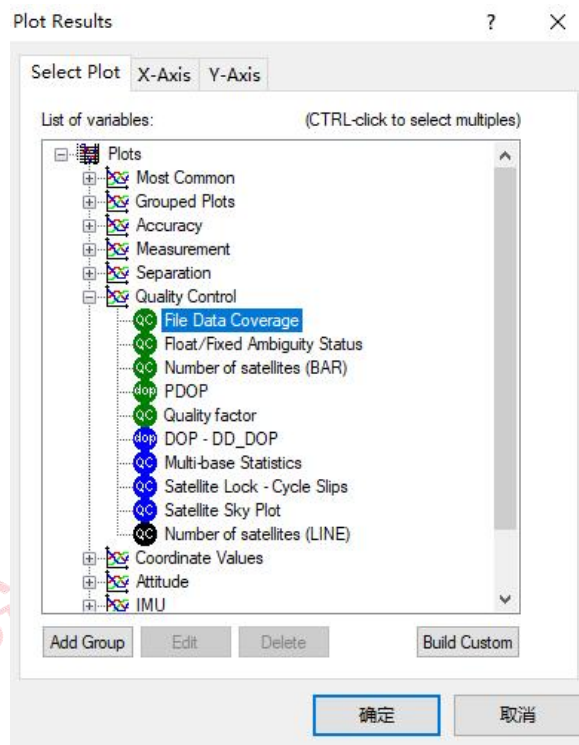 Plot Results ? ×
Select Plot X-Axis Y-Axis
List of variables: (CTRL-click to select multiples)
Plots
Most Common
Grouped Plots
Accuracy
Measurement
Separation
Quality Control
QC File Data Coverage
QC Float/Fixed Ambiguity Status
QC Number of satellites (BAR)
dop PDOP
QC Quality factor
dop DOP - DD_DOP
QC Multi-base Statistics
QC Satellite Lock - Cycle Slips
QC Satellite Sky Plot
QC Number of satellites (LINE)
Coordinate Values
Attitude
IMU
Add Group Edit Delete Build Custom
确定 取消